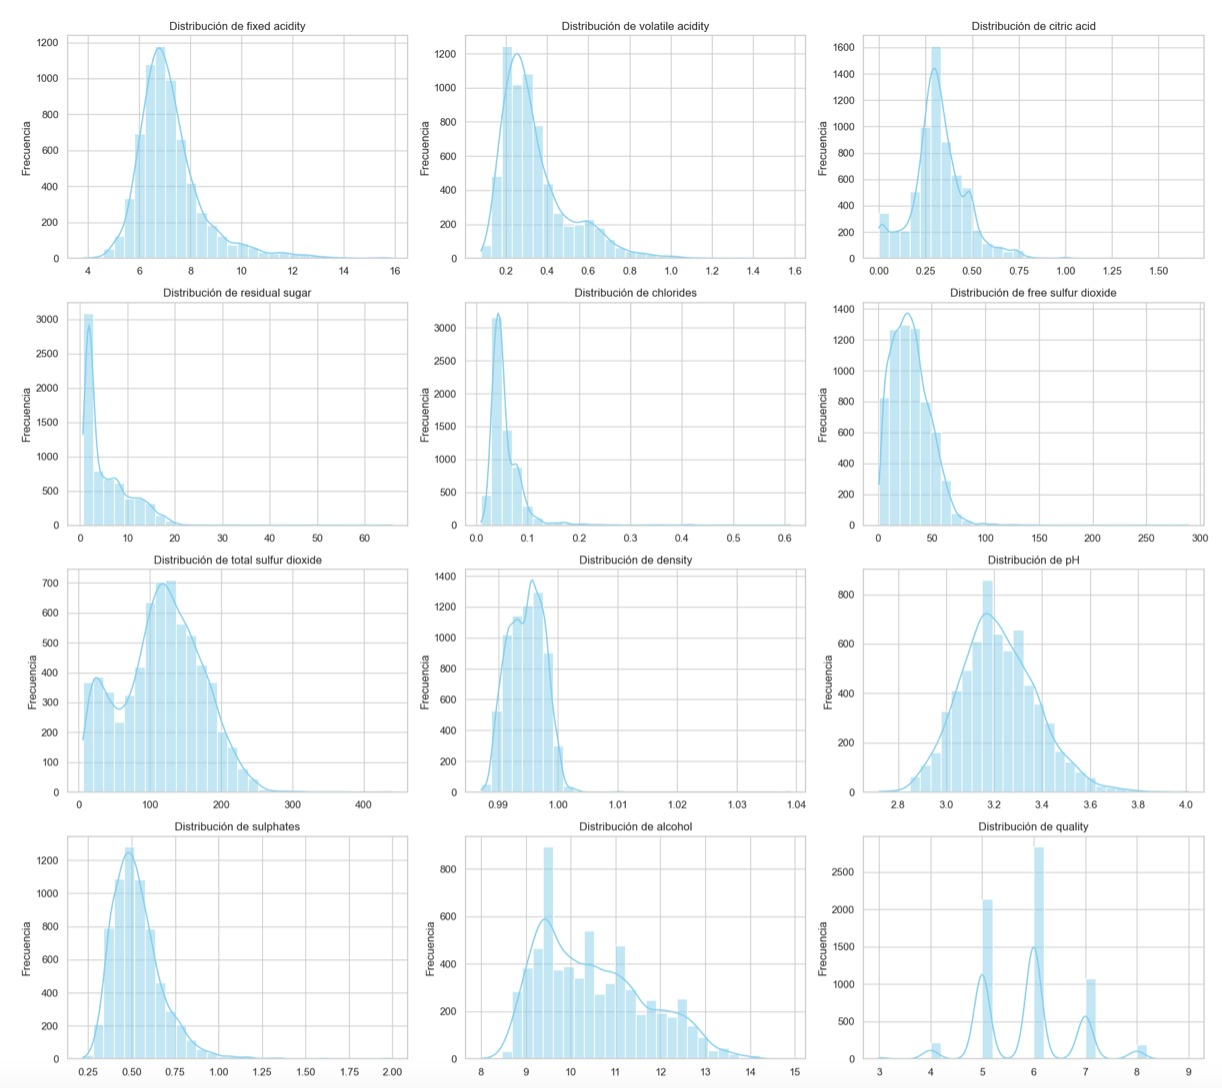 Distribución de fixed acidity
Distribución de volatile acidity
Distribución de citric acid
Frecuencia
0
200
400
600
800
1000
1200
4 6 8 10 12 14 16
Frecuencia
0
200
400
600
800
1000
1200
0.2 0.4 0.6 0.8 1.0 1.2 1.4 1.6
Frecuencia
0
200
400
600
800
1000
1200
1400
1600
0.00 0.25 0.50 0.75 1.00 1.25 1.50
Distribución de residual sugar
Distribución de chlorides
Distribución de free sulfur dioxide
Frecuencia
0
500
1000
1500
2000
2500
3000
0 10 20 30 40 50 60
Frecuencia
0
500
1000
1500
2000
2500
3000
0.0 0.1 0.2 0.3 0.4 0.5 0.6
Frecuencia
0
200
400
600
800
1000
1200
1400
0 50 100 150 200 250 300
Distribución de total sulfur dioxide
Distribución de density
Distribución de pH
Frecuencia
0
100
200
300
400
500
600
700
0 100 200 300 400
Frecuencia
0
200
400
600
800
1000
1200
1400
0.99 1.00 1.01 1.02 1.03 1.04
Frecuencia
0
200
400
600
800
2.8 3.0 3.2 3.4 3.6 3.8 4.0
Distribución de sulphates
Distribución de alcohol
Distribución de quality
Frecuencia
0
200
400
600
800
1000
1200
0.25 0.50 0.75 1.00 1.25 1.50 1.75 2.00
Frecuencia
0
200
400
600
800
8 9 10 11 12 13 14 15
Frecuencia
0
500
1000
1500
2000
2500
3 4 5 6 7 8 9